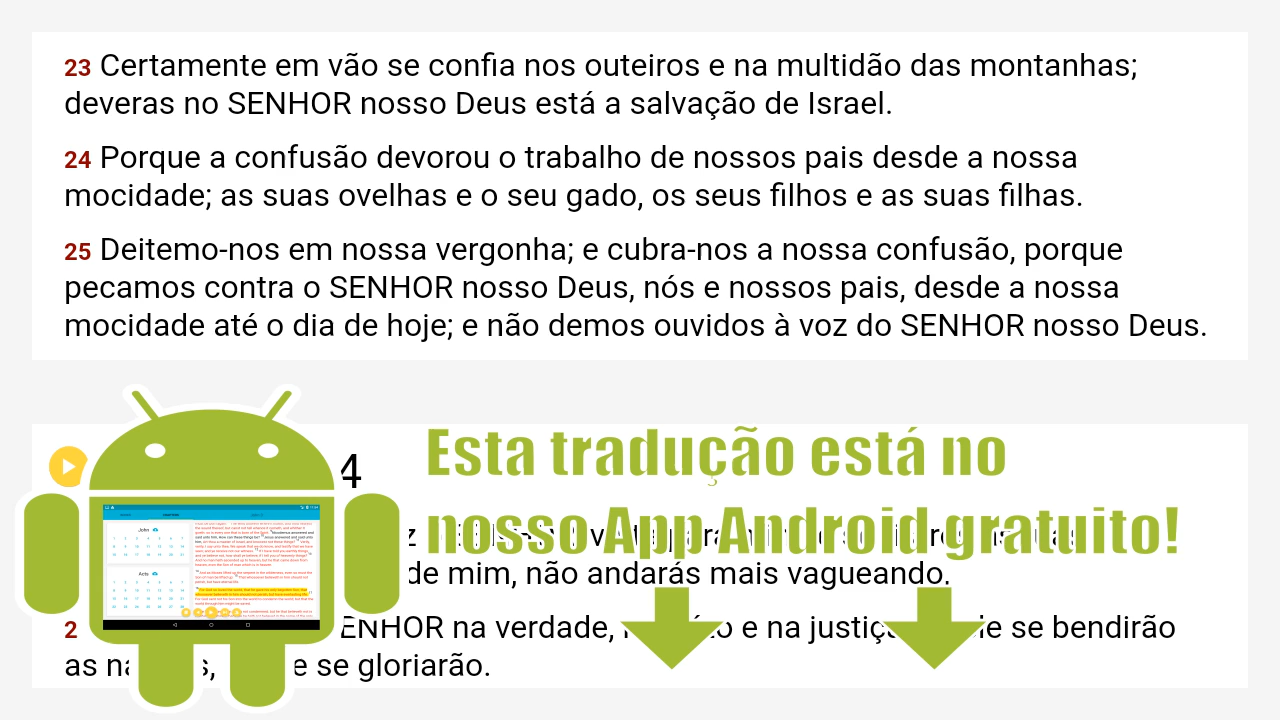 23 Certamente em vão se confia nos outeiros e na multidão das montanhas;
deveras no SENHOR nosso Deus está a salvação de Israel.
24 Porque a confusão devorou o trabalho de nossos pais desde a nossa
mocidade; as suas ovelhas e o seu gado, os seus filhos e as suas filhas.
25 Deitemo-nos em nossa vergonha; e cubra-nos a nossa confusão, porque
pecamos contra o SENHOR nosso Deus, nós e nossos pais, desde a nossa
mocidade até o dia de hoje; e não demos ouvidos à voz do SENHOR nosso Deus.
4
Esta tradução está no
nosso App Android gratuito!
John
Acts
de mim, não andarás mais vagueando.
2 ENHOR na verdade, e na justiça se bendirão
as se gloriarão.